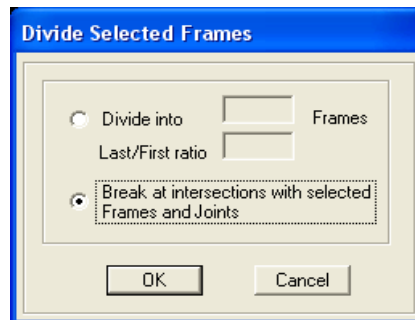 Divide Selected Frames
Divide into Frames
Last/First ratio
Break at intersections with selected
Frames and Joints
OK Cancel